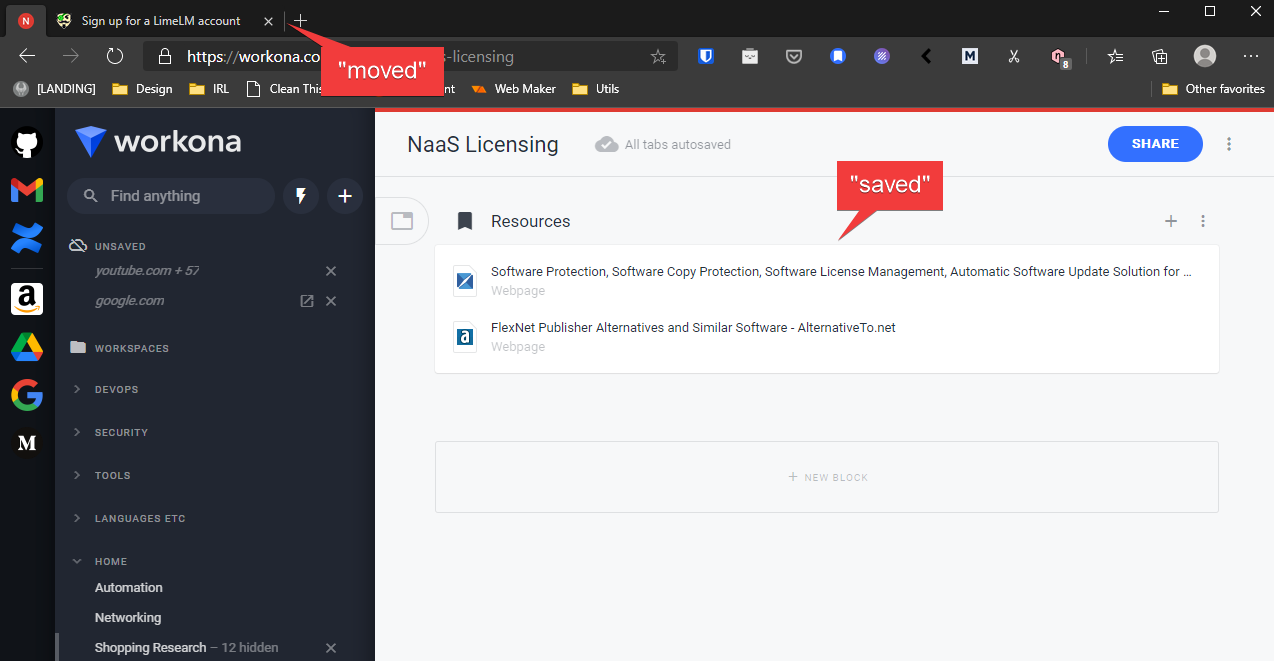 N
Sign up for a LimeLM account
"moved"
https://workona.co
s-licensing
8
[LANDING]
Design
IRL
Clean This
nt
Web Maker
Utils
Other favorites
workona
NaaS Licensing
All tabs autosaved
SHARE
Find anything
"saved"
Resources
UNSAVED
youtube.com + 57
google.com
Software Protection, Software Copy Protection, Software License Management, Automatic Software Update Solution for ...
Webpage
FlexNet Publisher Alternatives and Similar Software - AlternativeTo.net
Webpage
WORKSPACES
DEVOPS
SECURITY
TOOLS
+ NEW BLOCK
LANGUAGES ETC
HOME
Automation
Networking
Shopping Research – 12 hidden